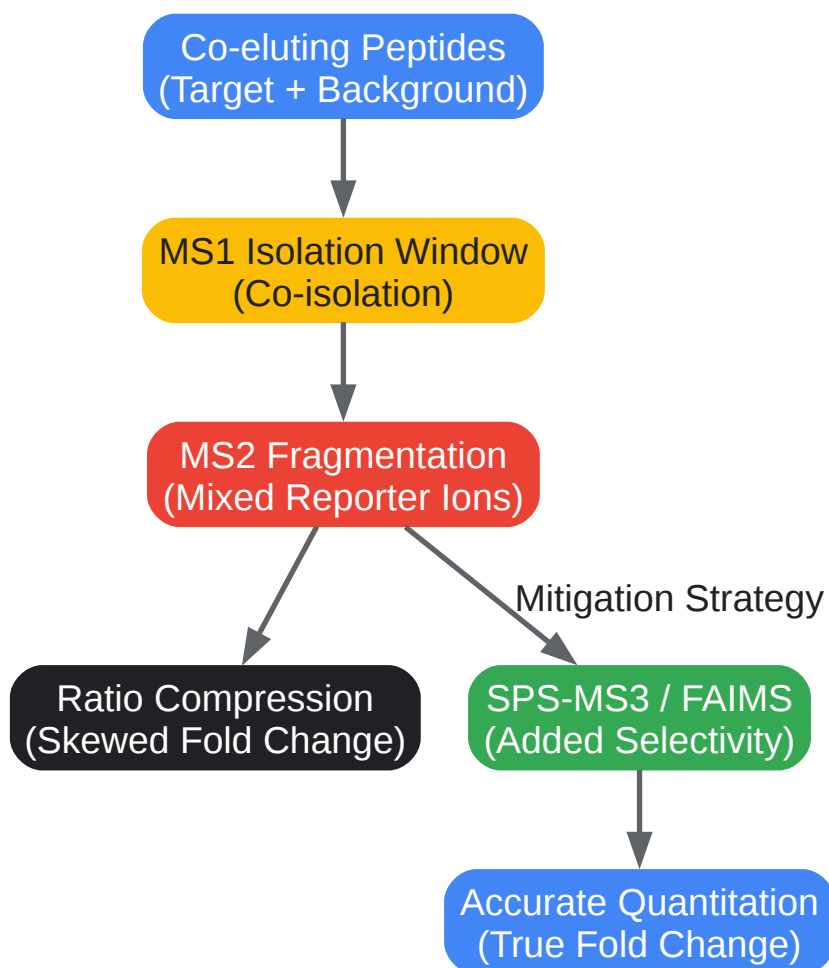 Co-eluting Peptides
(Target + Background)
MS1 Isolation Window
(Co-isolation)
MS2 Fragmentation
(Mixed Reporter Ions)
Mitigation Strategy
Ratio Compression
(Skewed Fold Change)
SPS-MS3 / FAIMS
(Added Selectivity)
Accurate Quantitation
(True Fold Change)